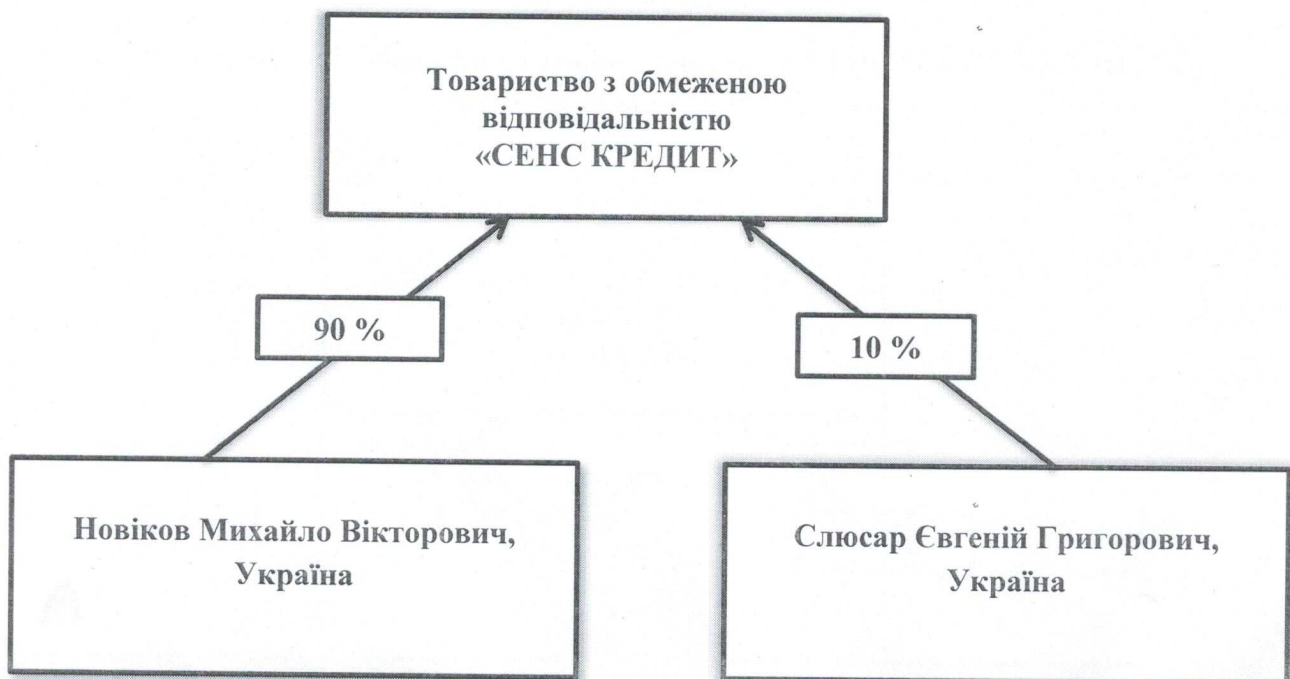 Товариство з обмеженою
відповідальністю
«СЕНС КРЕДИТ»
90 %
10 %
Новіков Михайло Вікторович,
Україна
Слюсар Євгеній Григорович,
Україна